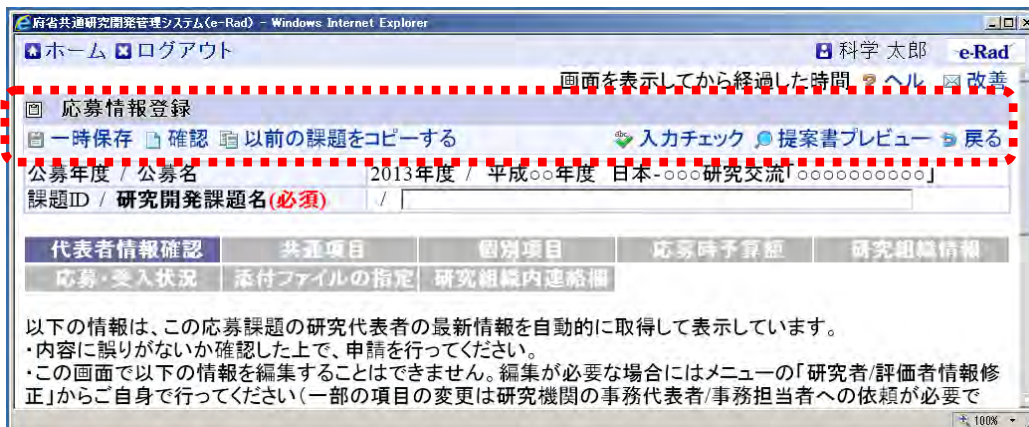 府省共通研究開発管理システム(e-Rad) - Windows Internet Explorer
ホーム ログアウト 科学 太郎 e-Rad
画面を表示してから経過した時間 ヘル 改善
応募情報登録
一時保存 確認 以前の課題をコピーする 入力チェック 提案書プレビュー 戻る
公募年度 / 公募名 2013年度 / 平成○○年度 日本-○○○研究交流「○○○○○○○○○○」
課題ID / 研究開発課題名(必須) /
代表者情報確認 共通項目 個別項目 応募時予算額 研究組織情報
応募・受入状況 添付ファイルの指定 研究組織内連絡欄
以下の情報は、この応募課題の研究代表者の最新情報を自動的に取得して表示しています。
・内容に誤りがないか確認した上で、申請を行ってください。
・この画面で以下の情報を編集することはできません。編集が必要な場合にはメニューの「研究者/評価者情報修
正」からご自身で行ってください(一部の項目の変更は研究機関の事務代表者/事務担当者への依頼が必要で
100%